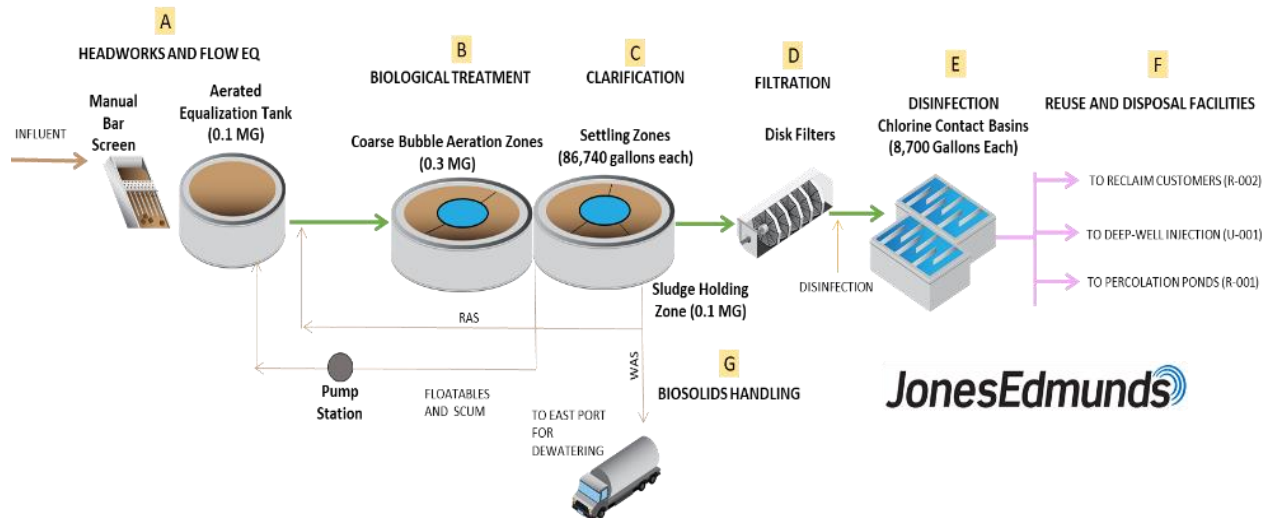 A
HEADWORKS AND FLOW EQ
Manual
Bar
Screen
INFLUENT
Aerated
Equalization Tank
(0.1 MG)
B
BIOLOGICAL TREATMENT
Coarse Bubble Aeration Zones
(0.3 MG)
C
CLARIFICATION
Settling Zones
(86,740 gallons each)
D
FILTRATION
Disk Filters
E
DISINFECTION
Chlorine Contact Basins
(8,700 Gallons Each)
F
REUSE AND DISPOSAL FACILITIES
TO RECLAIM CUSTOMERS (R-002)
TO DEEP-WELL INJECTION (U-001)
TO PERCOLATION PONDS (R-001)
DISINFECTION
Sludge Holding
Zone (0.1 MG)
RAS
WAS
G
BIOSOLIDS HANDLING
Pump
Station
FLOATABLES
AND SCUM
TO EAST PORT
FOR
DEWATERING
JonesEdmunds